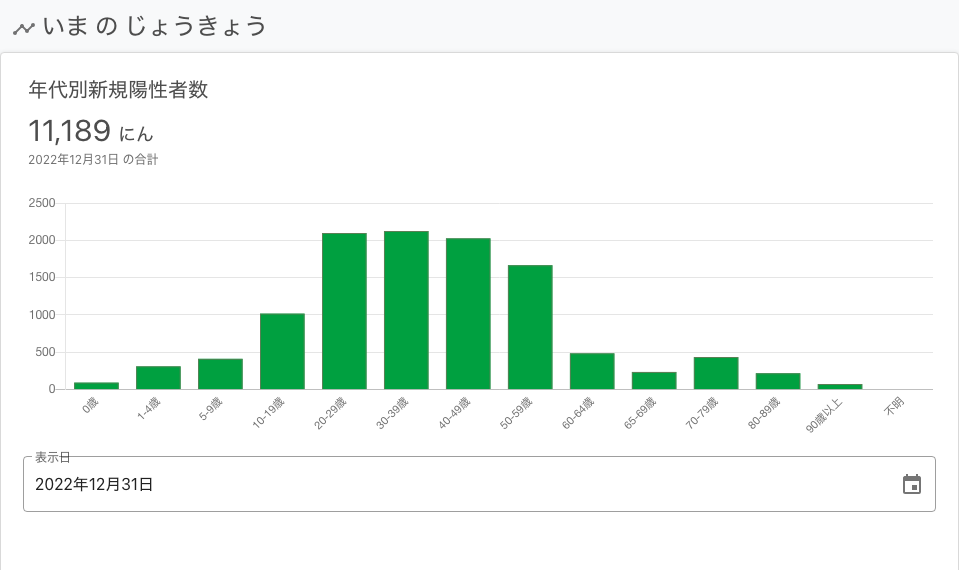 いま の じょうきょう
年代別新規陽性者数
11,189 にん
2022年12月31日 の合計
2500
2000
1500
1000
500
0
0歳 1-4歳 5-9歳 10-19歳 20-29歳 30-39歳 40-49歳 50-59歳 60-64歳 65-69歳 70-79歳 80-89歳 90歳以上 不明
表示日
2022年12月31日